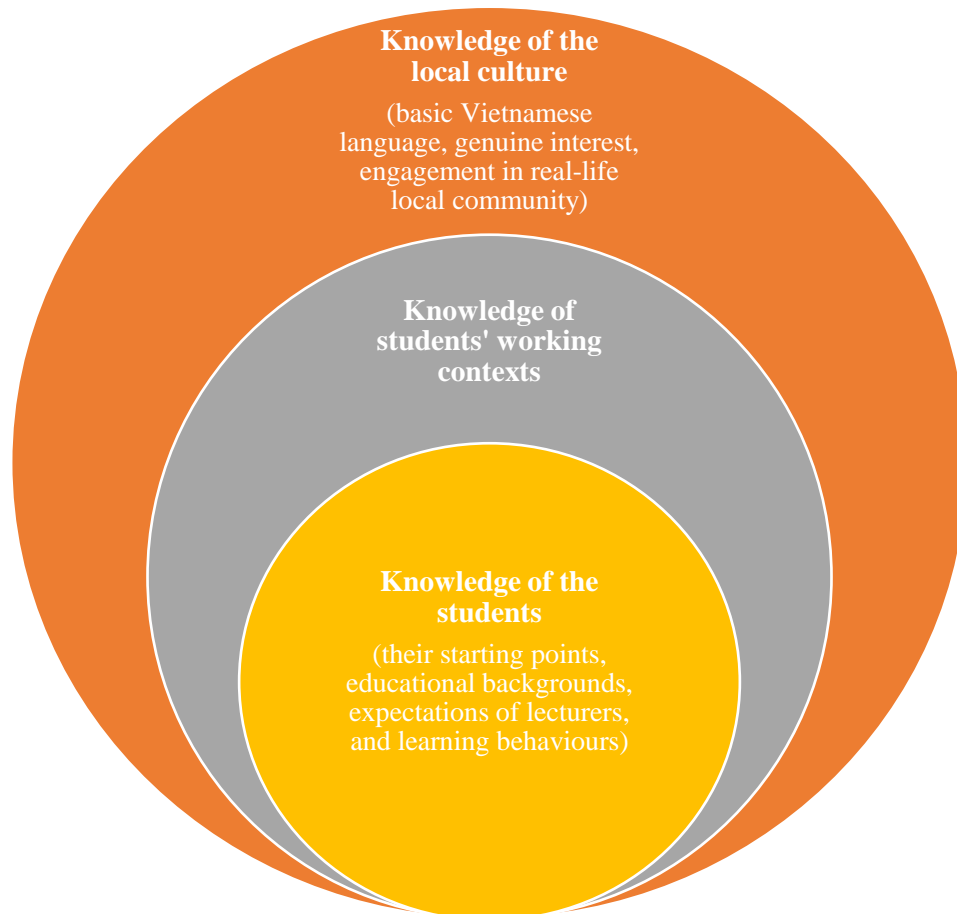 Knowledge of the
local culture
(basic Vietnamese
language, genuine interest,
engagement in real-life
local community)
Knowledge of
students' working
contexts
Knowledge of the
students
(their starting points,
educational backgrounds,
expectations of lecturers,
and learning behaviours)